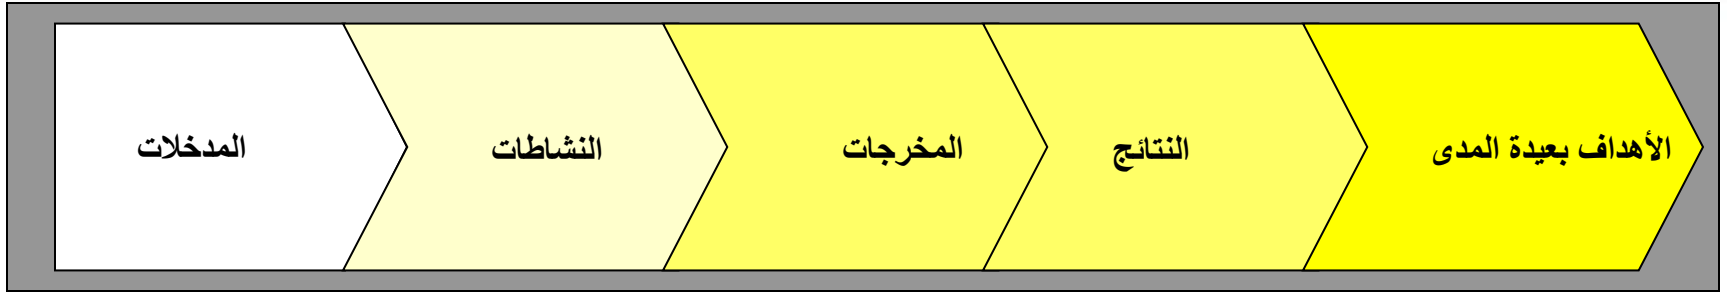 المدخلات
النشاطات
المخرجات
النتائج
الأهداف بعيدة المدى